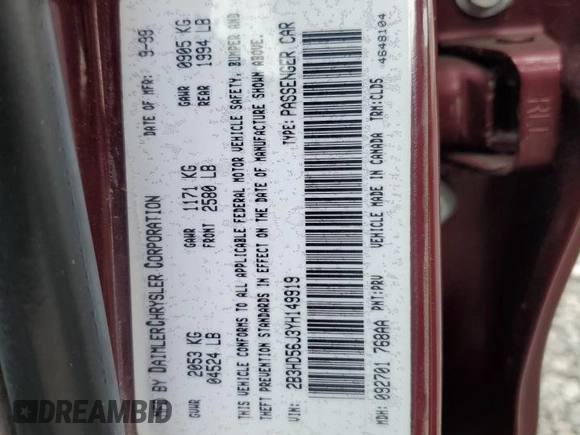 MFD BY DAIMLERCHRYSLER CORPORATION DATE OF MFR: 9-99
GVWR 2053 KG 04524 LB
GAWR FRONT 1171 KG 2580 LB
GAWR REAR 0905 KG 1994 LB
THIS VEHICLE CONFORMS TO ALL APPLICABLE FEDERAL MOTOR VEHICLE SAFETY, BUMPER AND
THEFT PREVENTION STANDARDS IN EFFECT ON THE DATE OF MANUFACTURE SHOWN ABOVE.
VIN: 2B3HD56J3YH149919 TYPE: PASSENGER CAR
MDH: 092701 768AA PNT:PRV VEHICLE MADE IN CANADA TRM:CLD5
4648104
DREAMBID